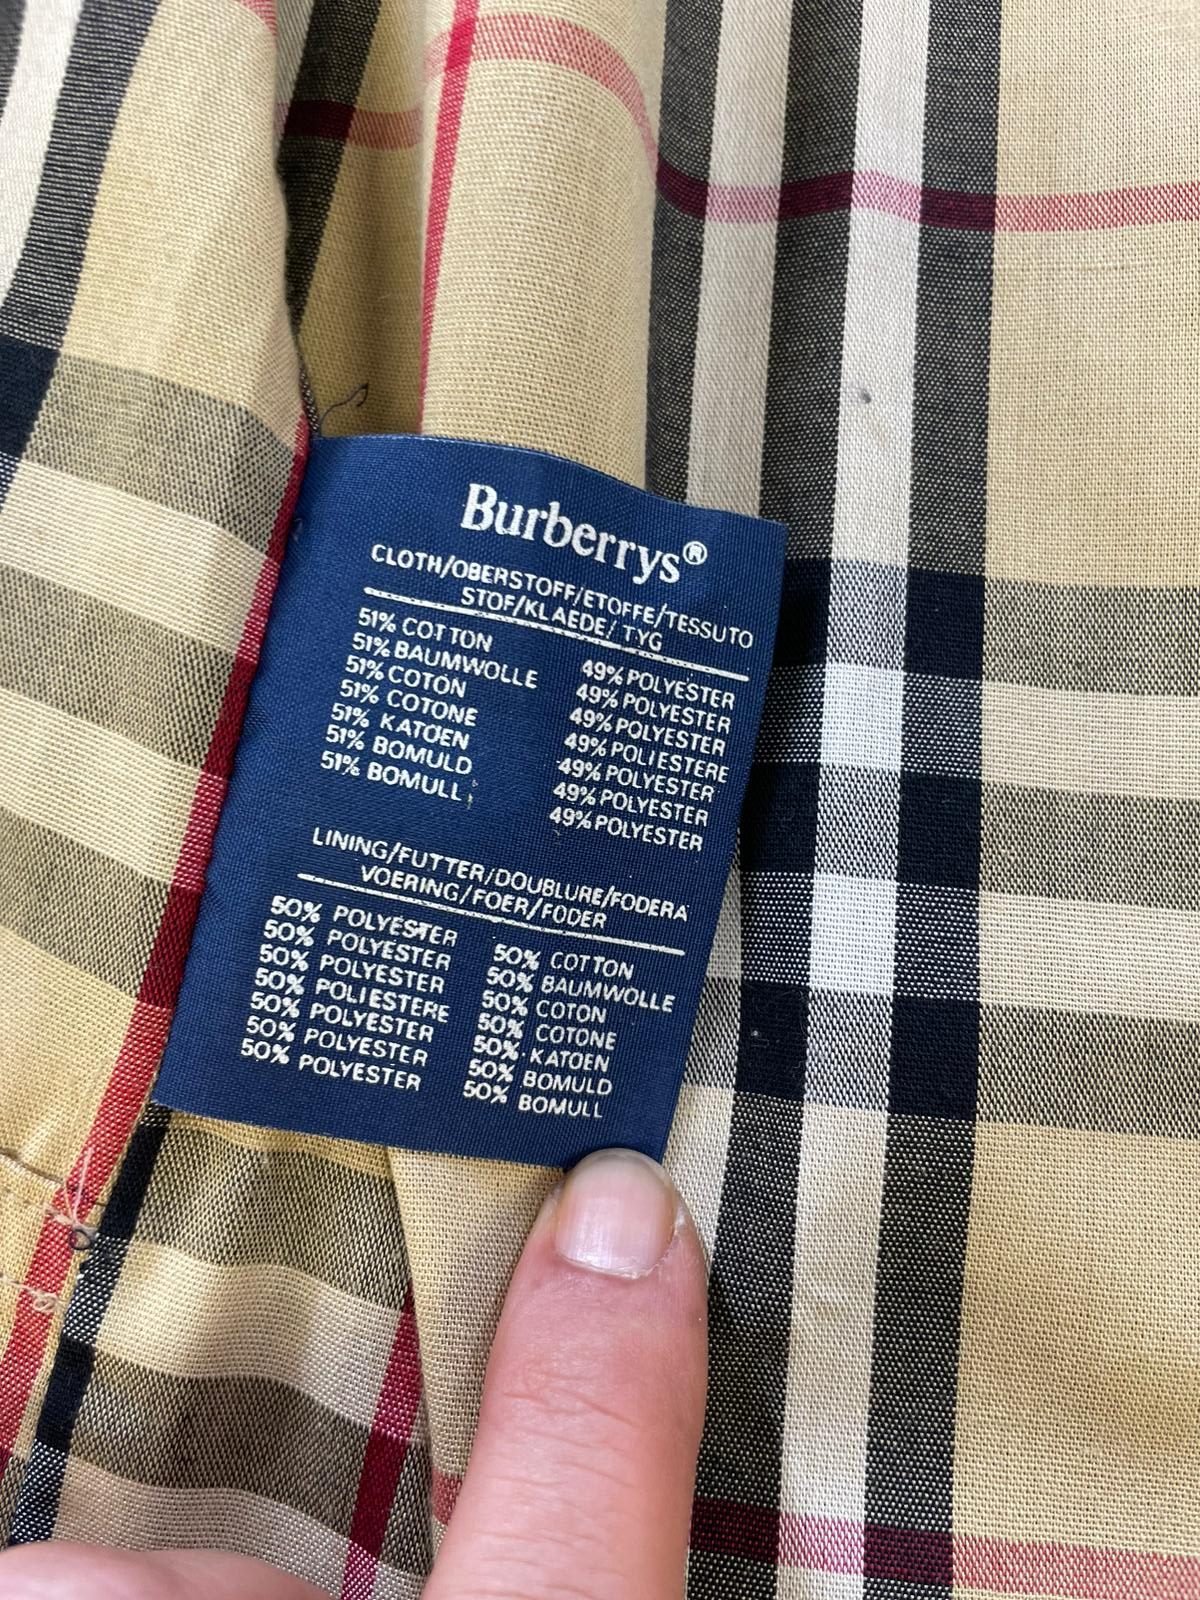 Burberrys®
CLOTH/OBERSTOFF/ETOFFE/TESSUTO
STOF/KLAEDE/TYG
51% COTTON 49% POLYESTER
51% BAUMWOLLE 49% POLYESTER
51% COTON 49% POLYESTER
51% COTONE 49% POLIESTERE
51% KATOEN 49% POLYESTER
51% BOMULD 49% POLYESTER
51% BOMULL 49% POLYESTER
LINING/FUTTER/DOUBLURE/FODERA
VOERING/FOER/FODER
50% POLYESTER 50% COTTON
50% POLYESTER 50% BAUMWOLLE
50% POLYESTER 50% COTON
50% POLIESTERE 50% COTONE
50% POLYESTER 50% KATOEN
50% POLYESTER 50% BOMULD
50% POLYESTER 50% BOMULL